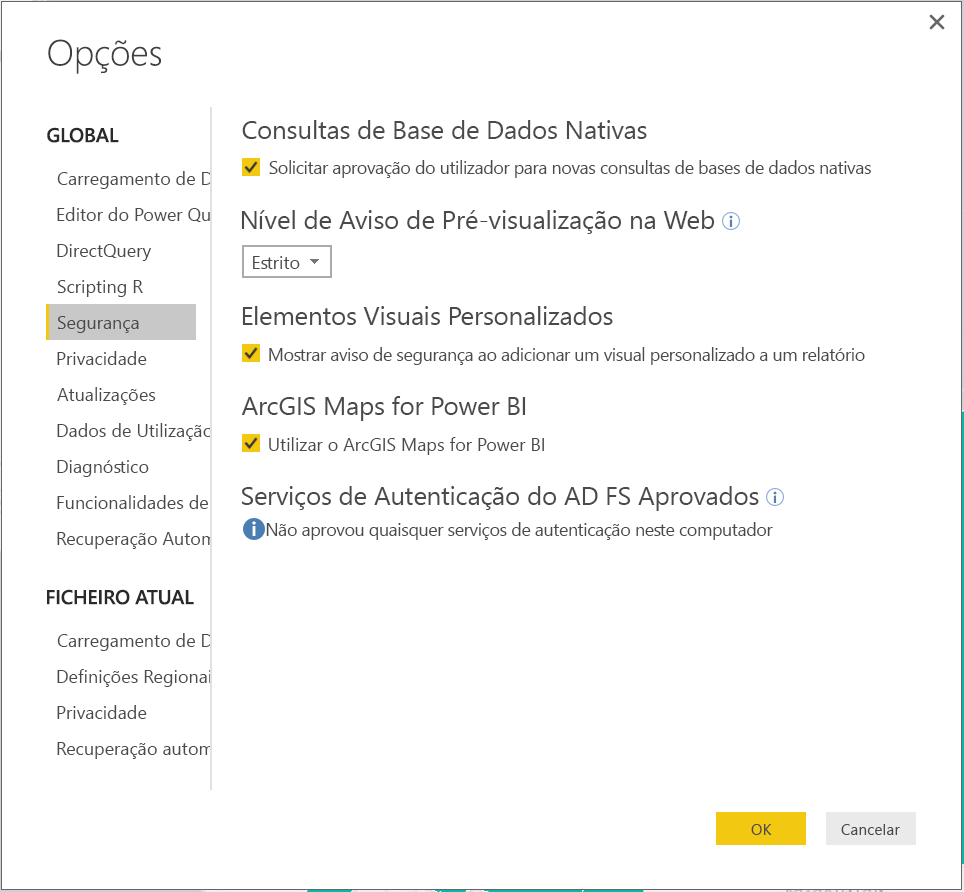 Opções
GLOBAL
Carregamento de D
Editor do Power Qu
DirectQuery
Scripting R
Segurança
Privacidade
Atualizações
Dados de Utilização
Diagnóstico
Funcionalidades de
Recuperação Autom
FICHEIRO ATUAL
Carregamento de D
Definições Regionai
Privacidade
Recuperação autom
Consultas de Base de Dados Nativas
Solicitar aprovação do utilizador para novas consultas de bases de dados nativas
Nível de Aviso de Pré-visualização na Web
Estrito
Elementos Visuais Personalizados
Mostrar aviso de segurança ao adicionar um visual personalizado a um relatório
ArcGIS Maps for Power BI
Utilizar o ArcGIS Maps for Power BI
Serviços de Autenticação do AD FS Aprovados
Não aprovou quaisquer serviços de autenticação neste computador
OK
Cancelar